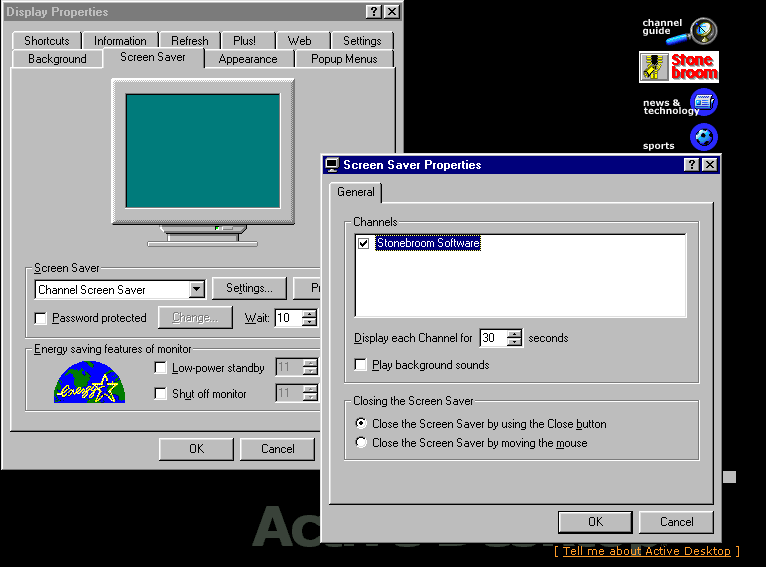 Display Properties
Shortcuts Information Refresh Plus! Web Settings
Background Screen Saver Appearance Popup Menus
Screen Saver
Channel Screen Saver Settings...
Password protected Change... Wait: 10
Energy saving features of monitor
energy
Low-power standby 11
Shut off monitor 11
OK Cancel
channel
guide
Stone
broom
news &
technology
sports
Screen Saver Properties
General
Channels
Stonebroom Software
Display each Channel for 30 seconds
Play background sounds
Closing the Screen Saver
Close the Screen Saver by using the Close button
Close the Screen Saver by moving the mouse
OK Cancel
[ Tell me about Active Desktop ]